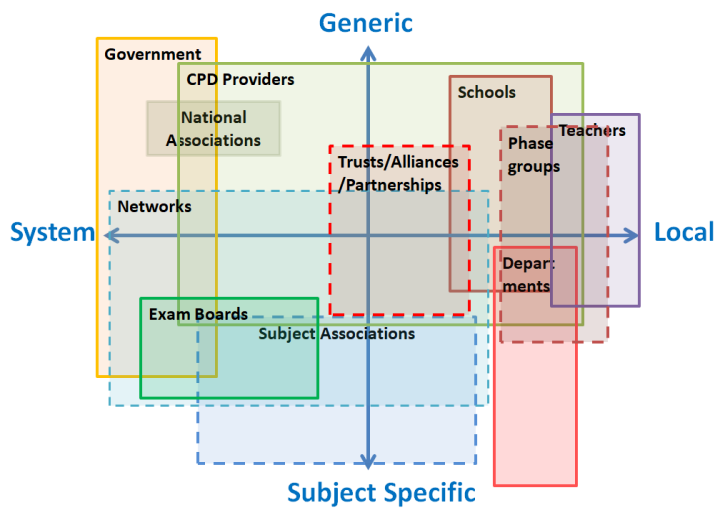 Generic
Government
CPD Providers
Schools
National
Associations
Teachers
Phase
groups
Trusts/Alliances
/Partnerships
Networks
System
Local
Depart
ments
Exam Boards
Subject Associations
Subject Specific